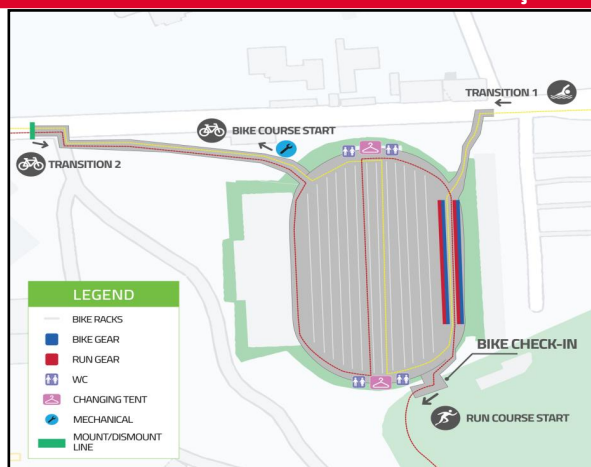 TRANSITION 1
BIKE COURSE START
TRANSITION 2
LEGEND
BIKE RACKS
BIKE GEAR
RUN GEAR
WC
CHANGING TENT
MECHANICAL
MOUNT/DISMOUNT
LINE
BIKE CHECK-IN
RUN COURSE START